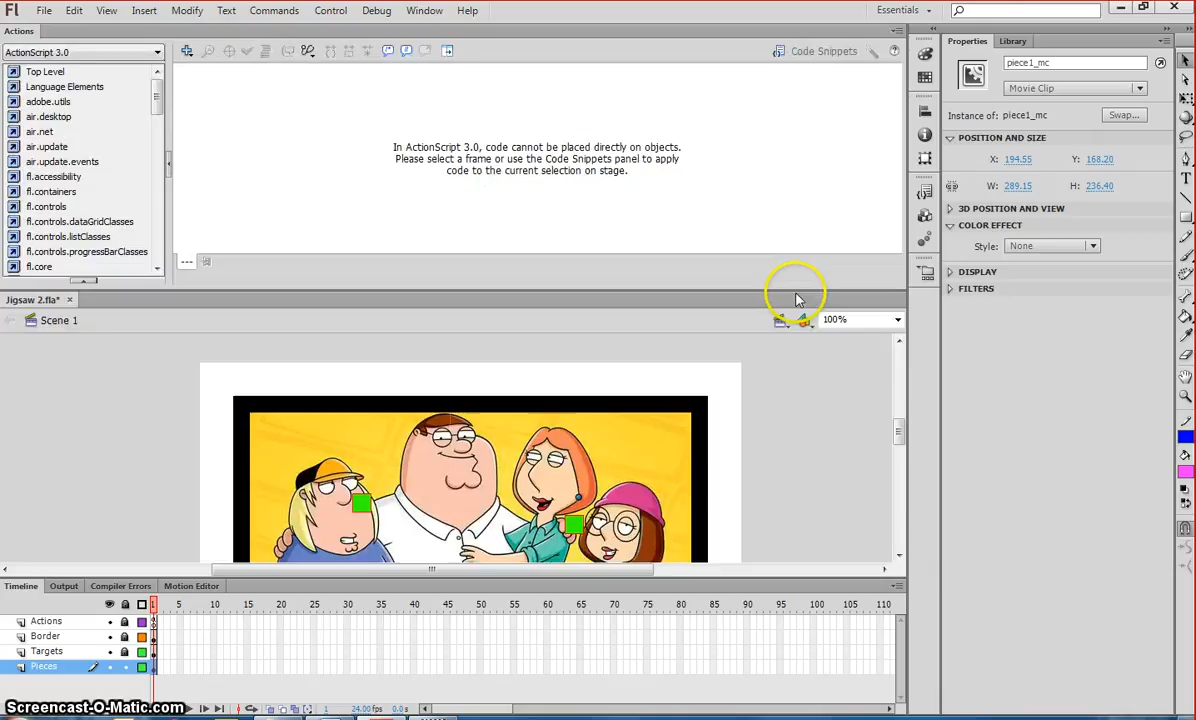 Fl File Edit View Insert Modify Text Commands Control Debug Window Help Essentials
Actions Properties Library
ActionScript 3.0 Code Snippets piece1_mc
Top Level
Language Elements Movie Clip
adobe.utils
air.desktop Instance of: piece1_mc Swap...
air.net
air.update In ActionScript 3.0, code cannot be placed directly on objects. POSITION AND SIZE
air.update.events Please select a frame or use the Code Snippets panel to apply X: 194.55 Y: 168.20
fl.accessibility code to the current selection on stage.
fl.containers W: 289.15 H: 236.40
fl.controls 3D POSITION AND VIEW
fl.controls.dataGridClasses COLOR EFFECT
fl.controls.listClasses Style: None
fl.controls.progressBarClasses
fl.core DISPLAY
FILTERS
Jigsaw 2.fla* ×
Scene 1 100%
Timeline Output Compiler Errors Motion Editor
1 5 10 15 20 25 30 35 40 45 50 55 60 65 70 75 80 85 90 95 100 105 110
Actions
Border
Targets
Pieces
Screencast-O-Matic.com 1 24.00 fps 0.0 s